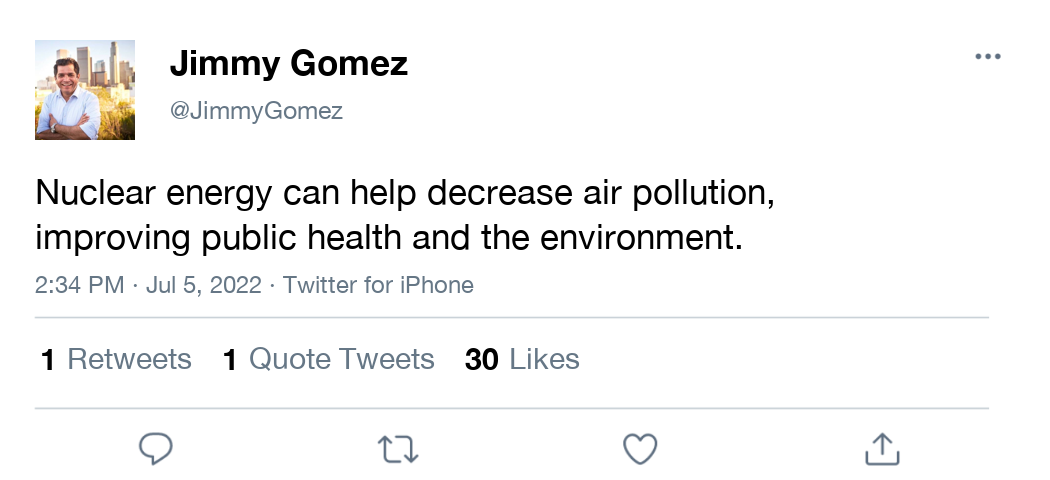 Jimmy Gomez
@JimmyGomez
Nuclear energy can help decrease air pollution,
improving public health and the environment.
2:34 PM · Jul 5, 2022 · Twitter for iPhone
1 Retweets 1 Quote Tweets 30 Likes